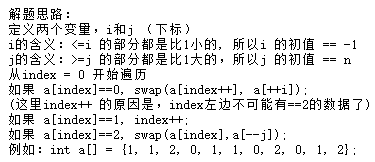 解题思路:
定义两个变量，i和j （下标）
i的含义：<=i 的部分都是比1小的, 所以i 的初值 == -1
j的含义：>=j 的部分都是比1大的，所以j 的初值 == n
从index = 0 开始遍历
如果 a[index]==0, swap(a[index++], a[++i]);
(这里index++ 的原因是，index左边不可能有==2的数据了)
如果 a[index]==1, index++;
如果 a[index]==2, swap(a[index],a[--j]);
例如: int a[] = {1, 1, 2, 0, 1, 1, 0, 2, 0, 1, 2};